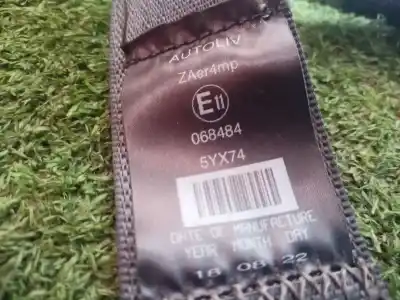 AUTOLIV
ZAer4mp
E11
068484
5YX74
DATE OF MANUFACTURE
YEAR MONTH DAY
18 08 22